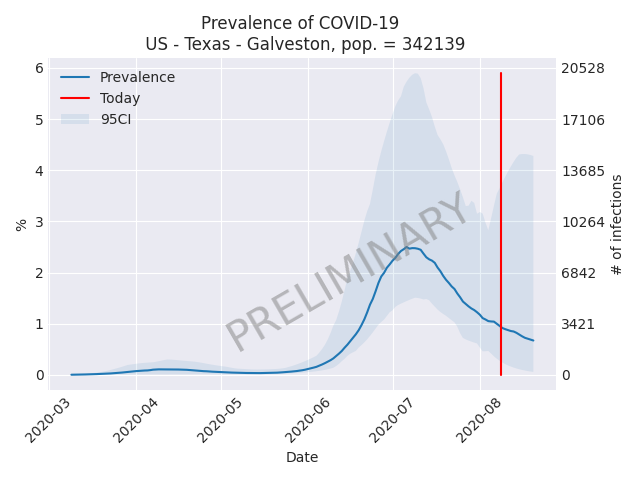 Prevalence of COVID-19
US - Texas - Galveston, pop. = 342139
Prevalence
Today
95CI
6
5
4
3
2
1
0
%
20528
17106
13685
10264
6842
3421
0
# of infections
PRELIMINARY
2020-03
2020-04
2020-05
2020-06
2020-07
2020-08
Date